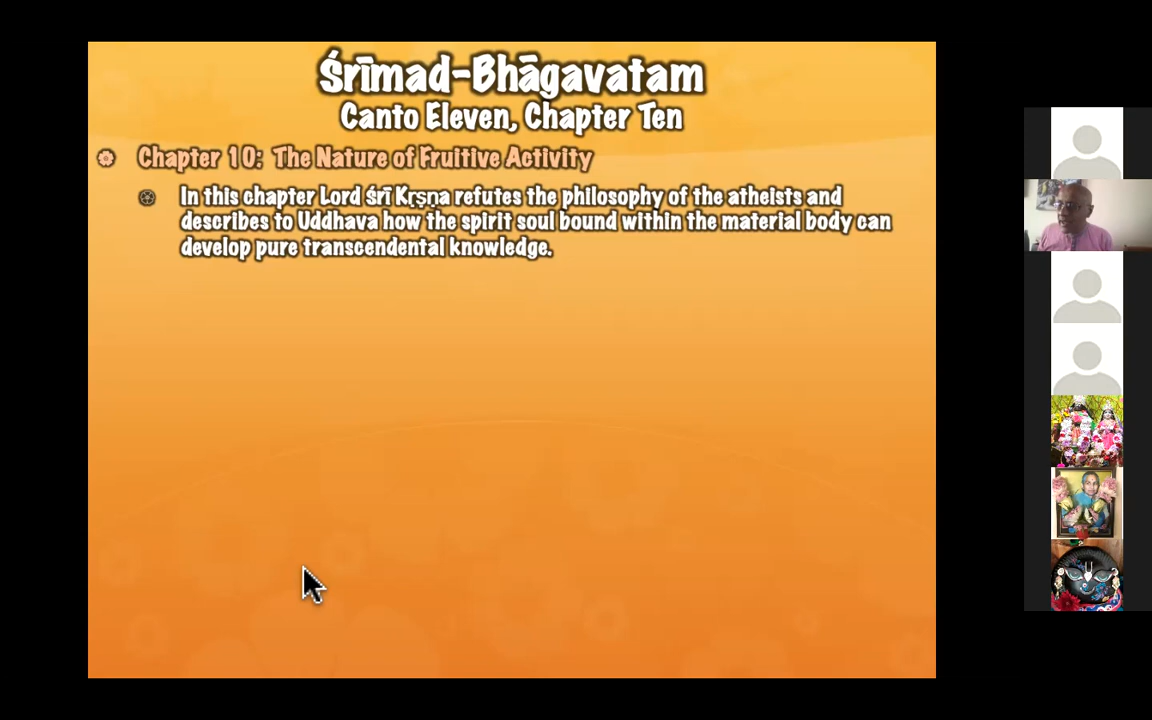 Śrīmad-Bhāgavatam
Canto Eleven, Chapter Ten
Chapter 10: The Nature of Fruitive Activity
In this chapter Lord śrī Kṛṣṇa refutes the philosophy of the atheists and
describes to Uddhava how the spirit soul bound within the material body can
develop pure transcendental knowledge.